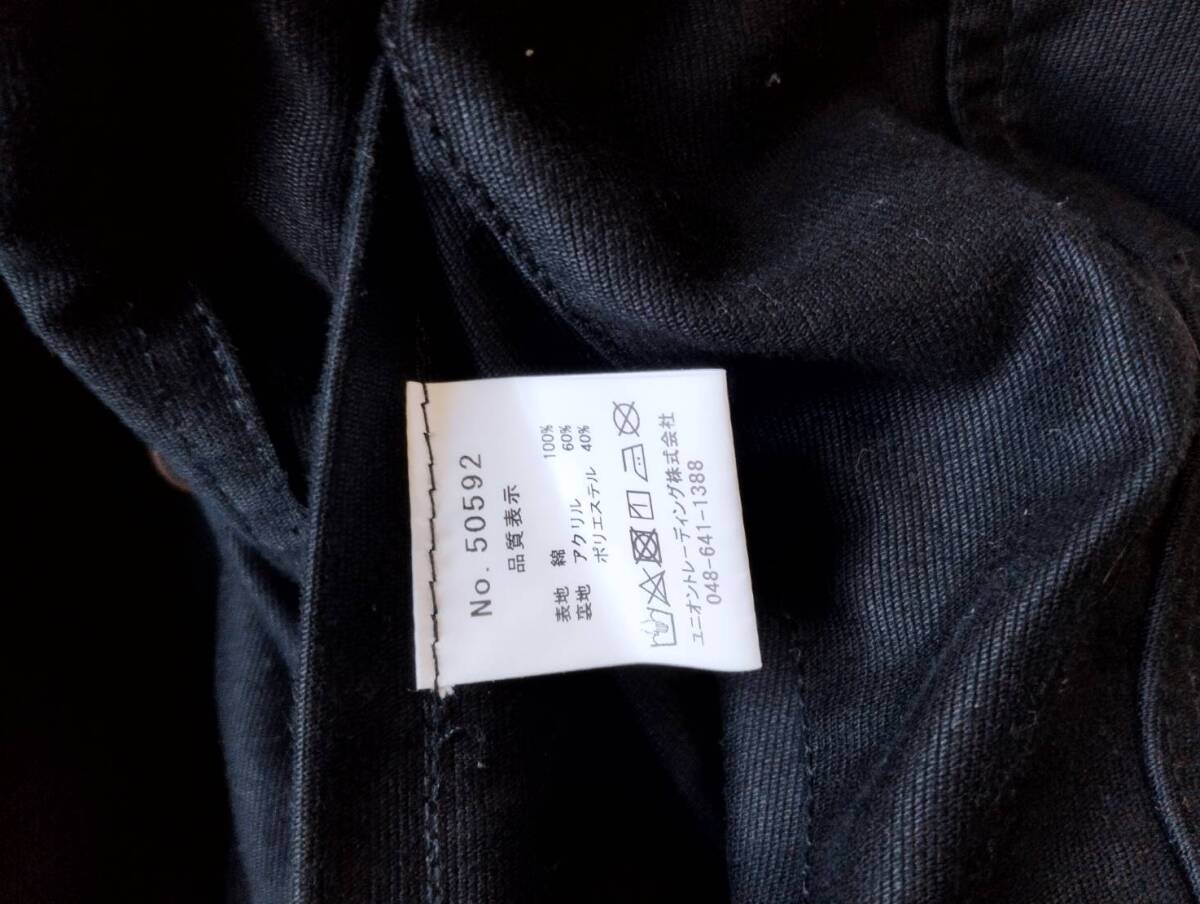 No. 50592
品質表示
表地 綿 100%
裏地 アクリル 60%
ポリエステル 40%
ユニオントレーディング株式会社
048-641-1388